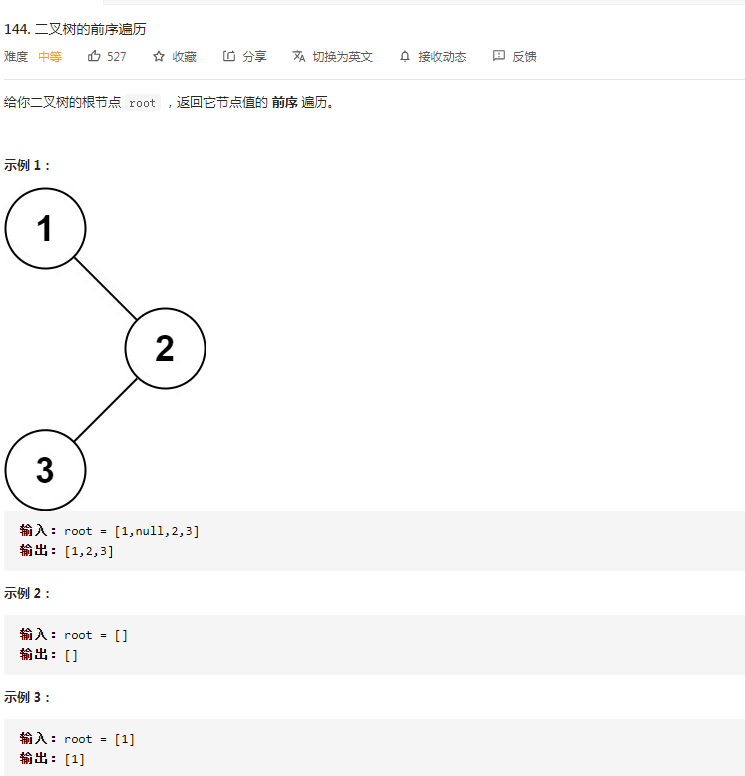 144. 二叉树的前序遍历
难度 中等 527 收藏 分享 切换为英文 接收动态 反馈
给你二叉树的根节点 root ，返回它节点值的 前序 遍历。
示例 1：
1
2
3
输入：root = [1,null,2,3]
输出：[1,2,3]
示例 2：
输入：root = []
输出：[]
示例 3：
输入：root = [1]
输出：[1]